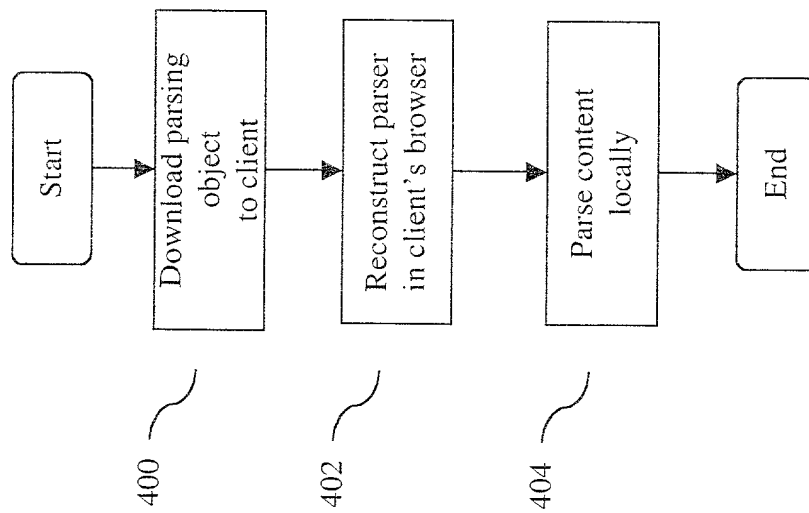 Start
400
Download parsing
object
to client
402
Reconstruct parser
in client's browser
404
Parse content
locally
End